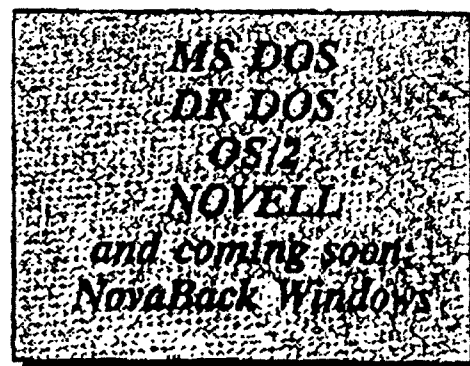 MS DOS
DR DOS
OS/2
NOVELL
and coming soon:
NovaBack Windows